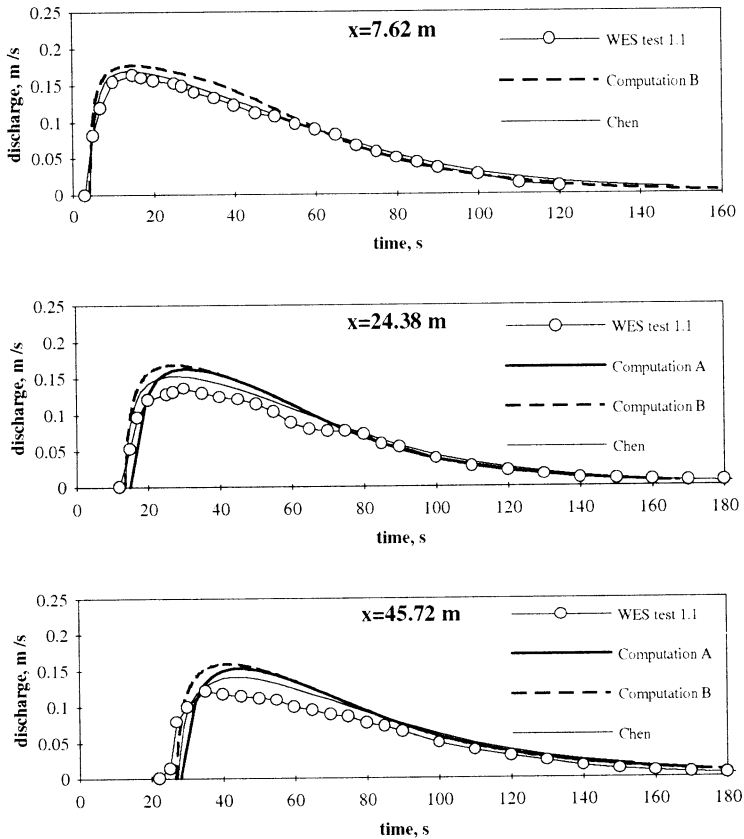 x=7.62 m
0.25
0.2
0.15
0.1
0.05
0
discharge, m /s
WES test 1.1
Computation B
Chen
0 20 40 60 80 100 120 140 160
time, s
x=24.38 m
0.25
0.2
0.15
0.1
0.05
0
discharge, m /s
WES test 1.1
Computation A
Computation B
Chen
0 20 40 60 80 100 120 140 160 180
time, s
x=45.72 m
0.25
0.2
0.15
0.1
0.05
0
discharge, m /s
WES test 1.1
Computation A
Computation B
Chen
0 20 40 60 80 100 120 140 160 180
time, s